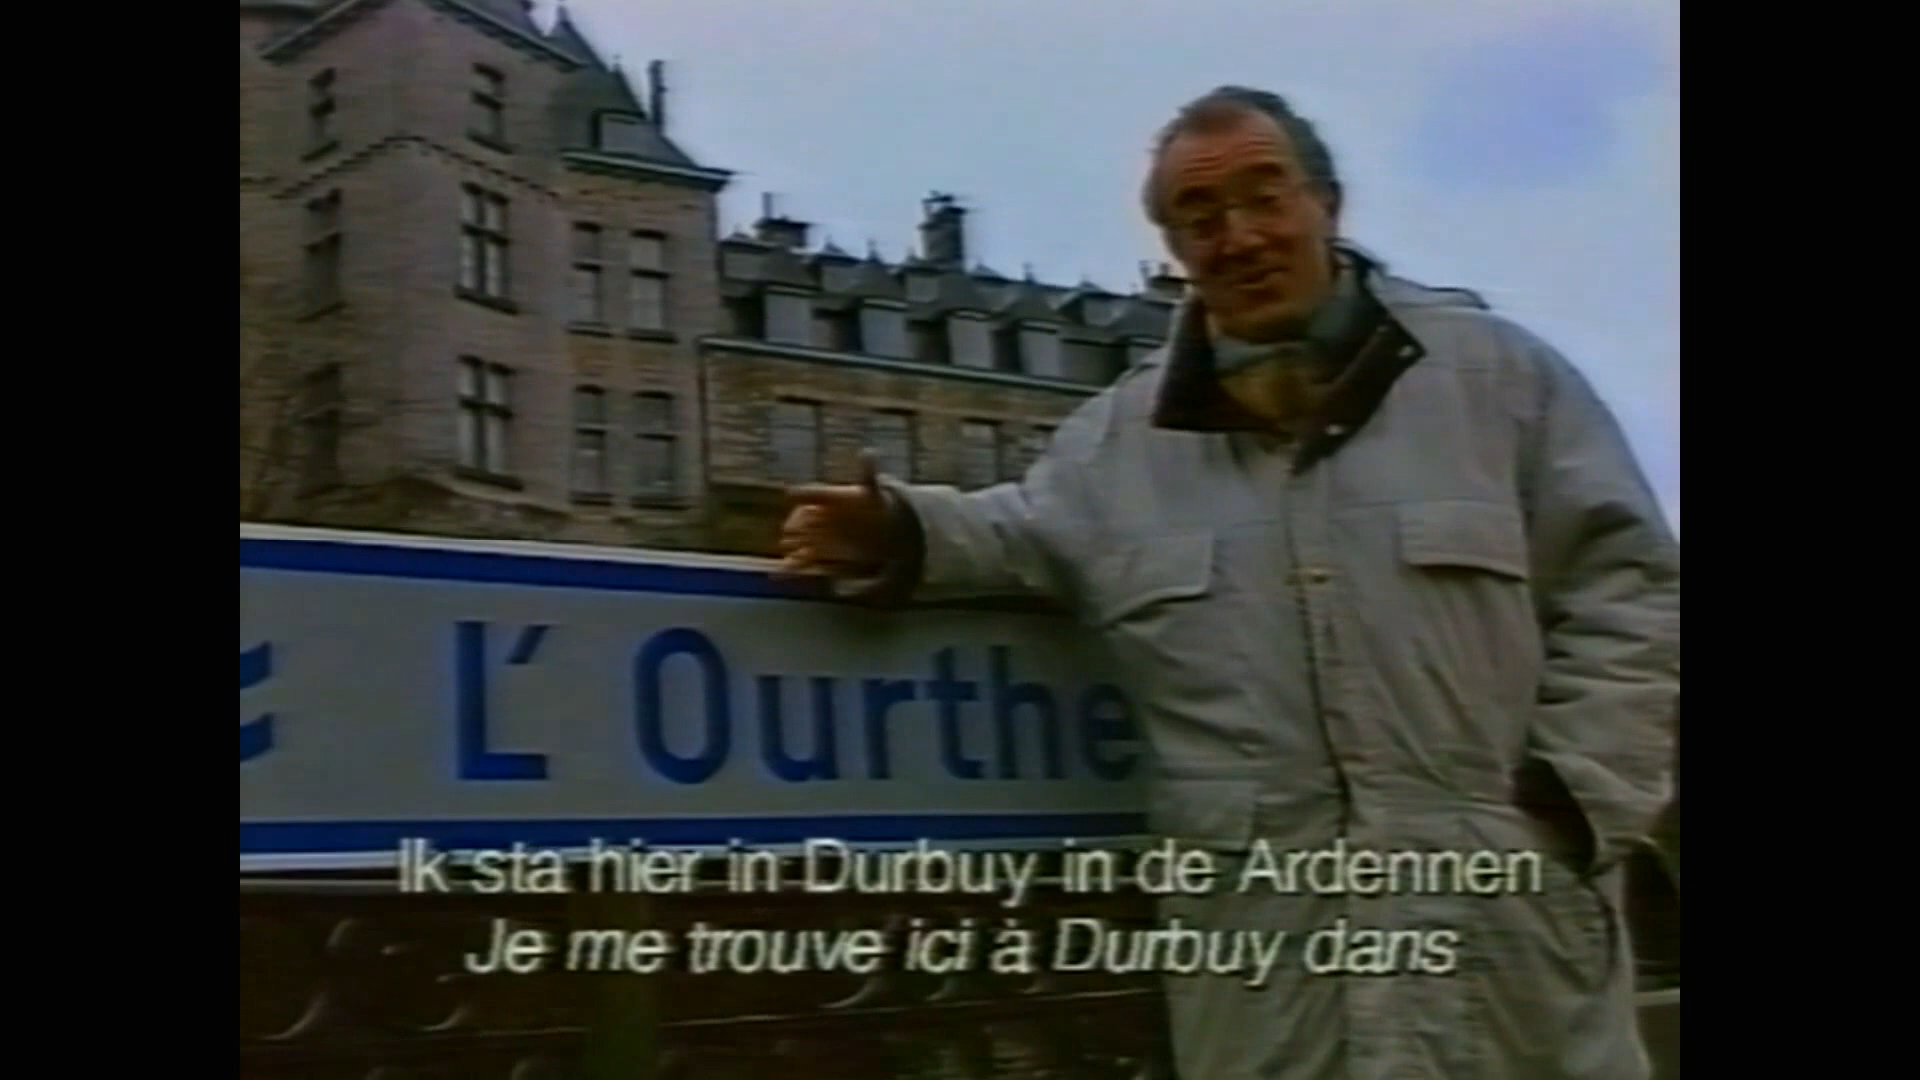 L'Ourthe
Ik sta hier in Durbuy in de Ardennen
Je me trouve ici à Durbuy dans